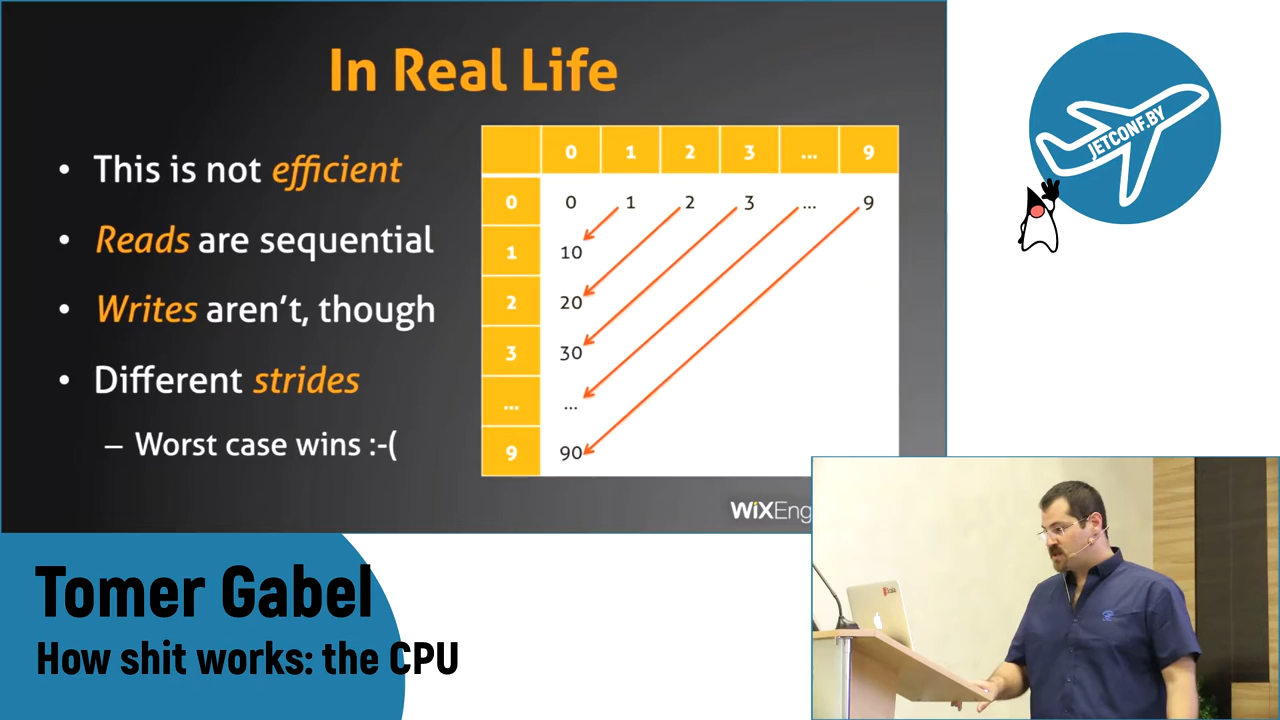 In Real Life
• This is not efficient
• Reads are sequential
• Writes aren't, though
• Different strides
– Worst case wins :-(
0 1 2 3 ... 9
0 0 1 2 3 ... 9
1 10
2 20
3 30
... ...
9 90
WiXEng
JETCONF.BY
Scala
Tomer Gabel
How shit works: the CPU